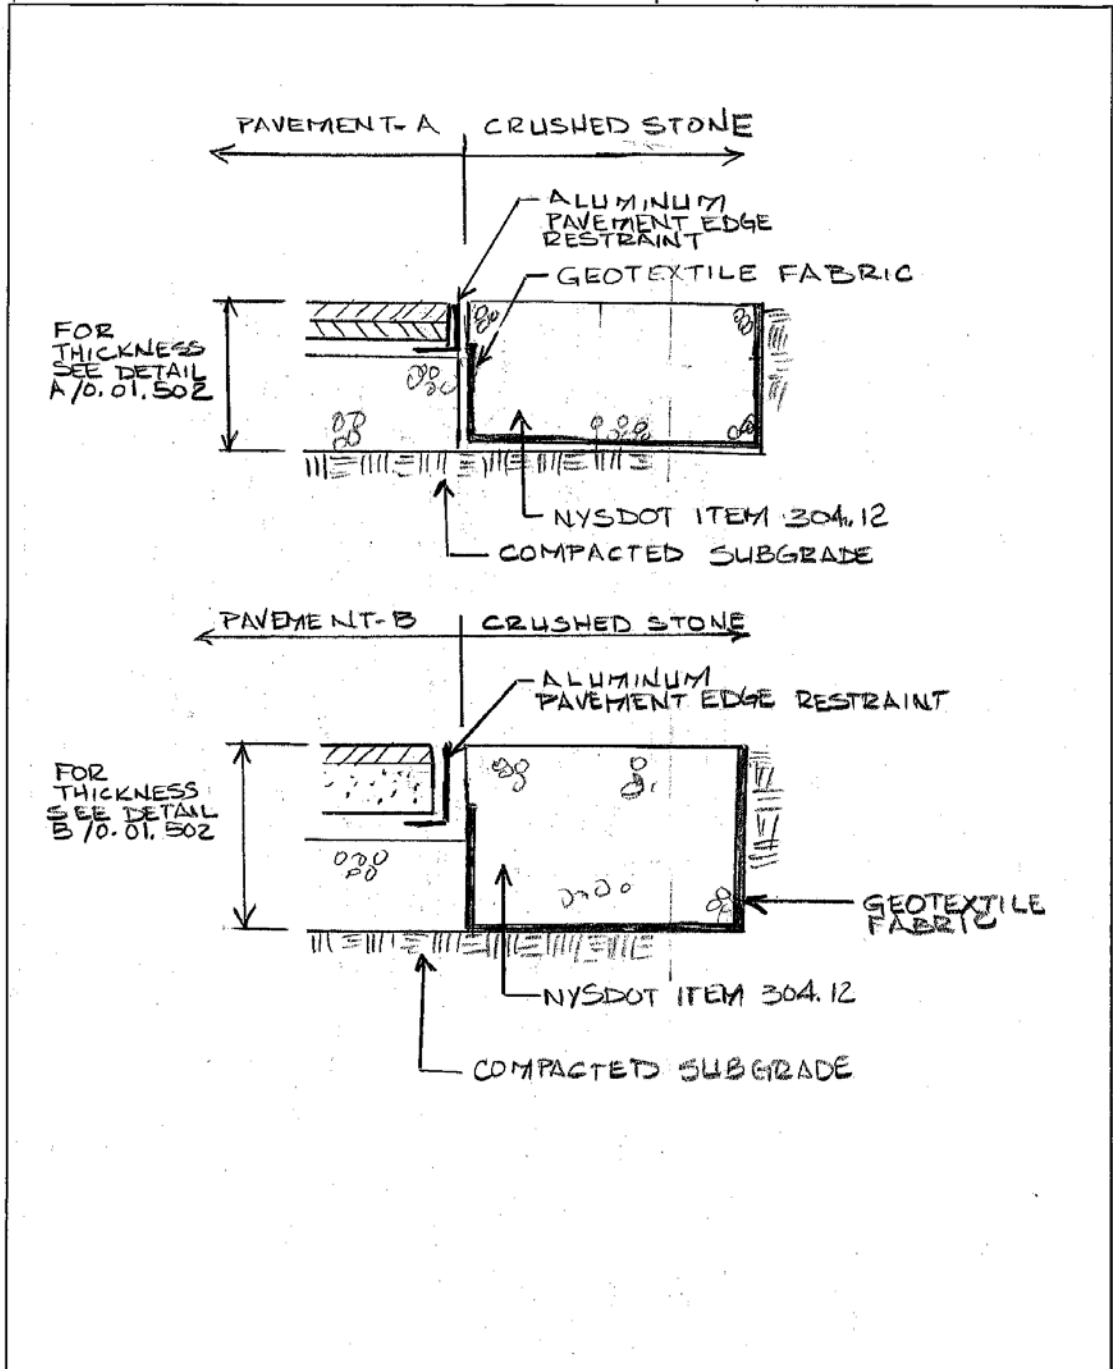 PAVEMENT-A CRUSHED STONE
ALUMINUM
PAVEMENT EDGE
RESTRAINT
GEOTEXTILE FABRIC
FOR
THICKNESS
SEE DETAIL
A/0.01.502
NYSDOT ITEM 304.12
COMPACTED SUBGRADE
PAVEMENT-B CRUSHED STONE
ALUMINUM
PAVEMENT EDGE RESTRAINT
FOR
THICKNESS
SEE DETAIL
B/0.01.502
GEOTEXTILE
FABRIC
NYSDOT ITEM 304.12
COMPACTED SUBGRADE